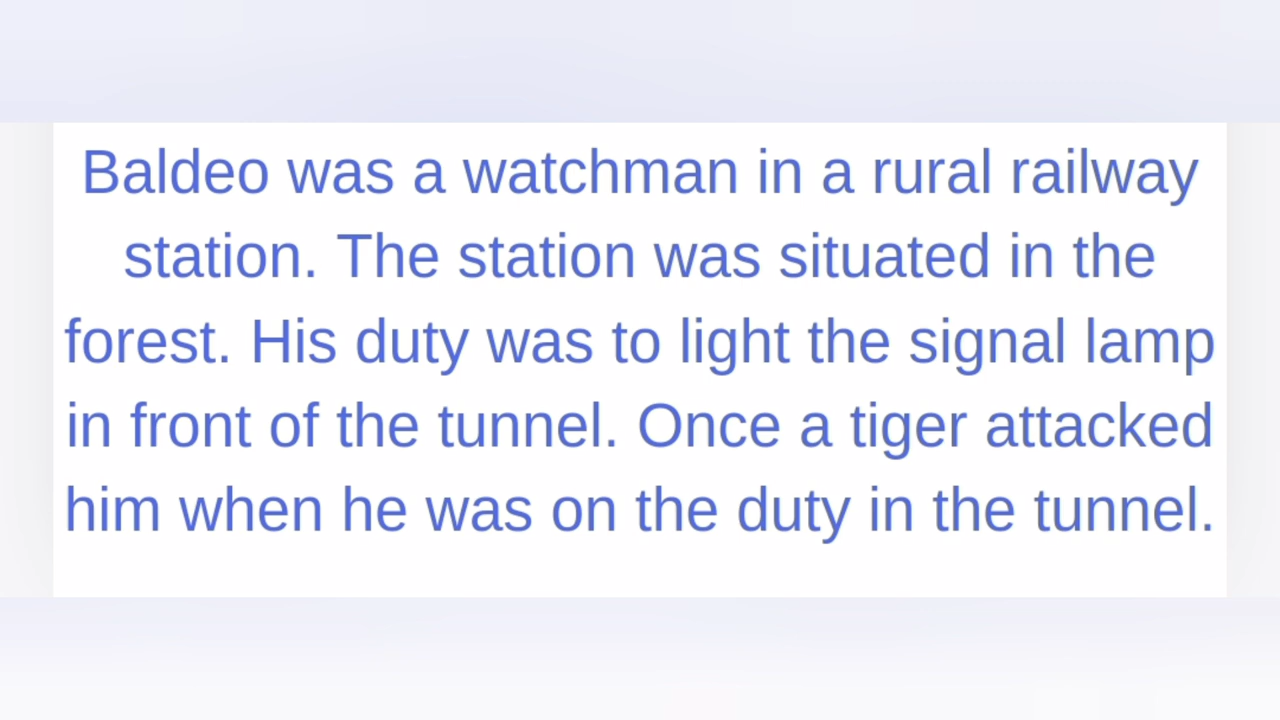 Baldeo was a watchman in a rural railway
station. The station was situated in the
forest. His duty was to light the signal lamp
in front of the tunnel. Once a tiger attacked
him when he was on the duty in the tunnel.